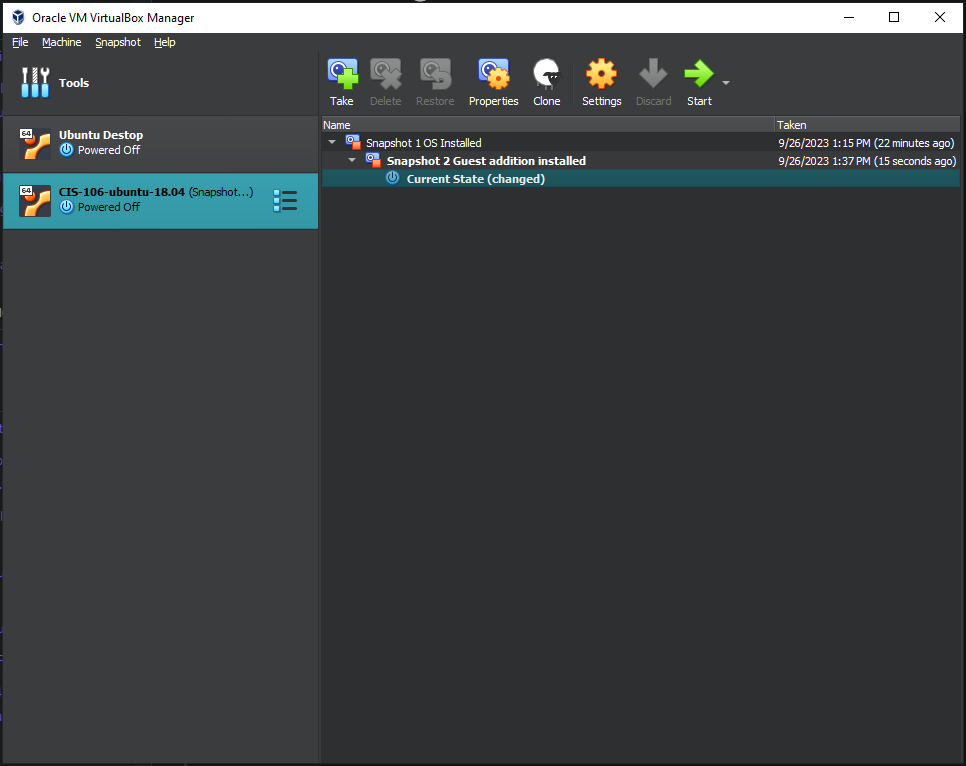 Oracle VM VirtualBox Manager
File Machine Snapshot Help
Tools
64
Ubuntu Destop
Powered Off
64
CIS-106-ubuntu-18.04 (Snapshot...)
Powered Off
Take Delete Restore Properties Clone Settings Discard Start
Name Taken
Snapshot 1 OS Installed 9/26/2023 1:15 PM (22 minutes ago)
Snapshot 2 Guest addition installed 9/26/2023 1:37 PM (15 seconds ago)
Current State (changed)